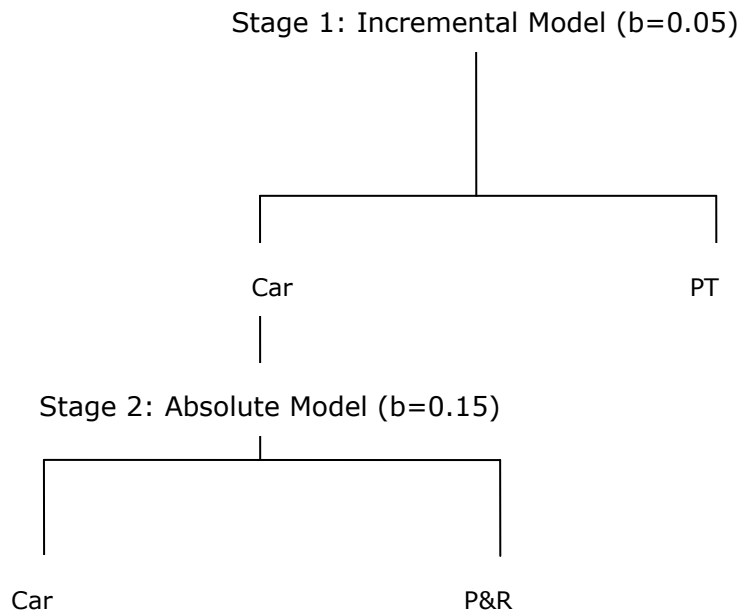 Stage 1: Incremental Model (b=0.05)
Car
PT
Stage 2: Absolute Model (b=0.15)
Car
P&R